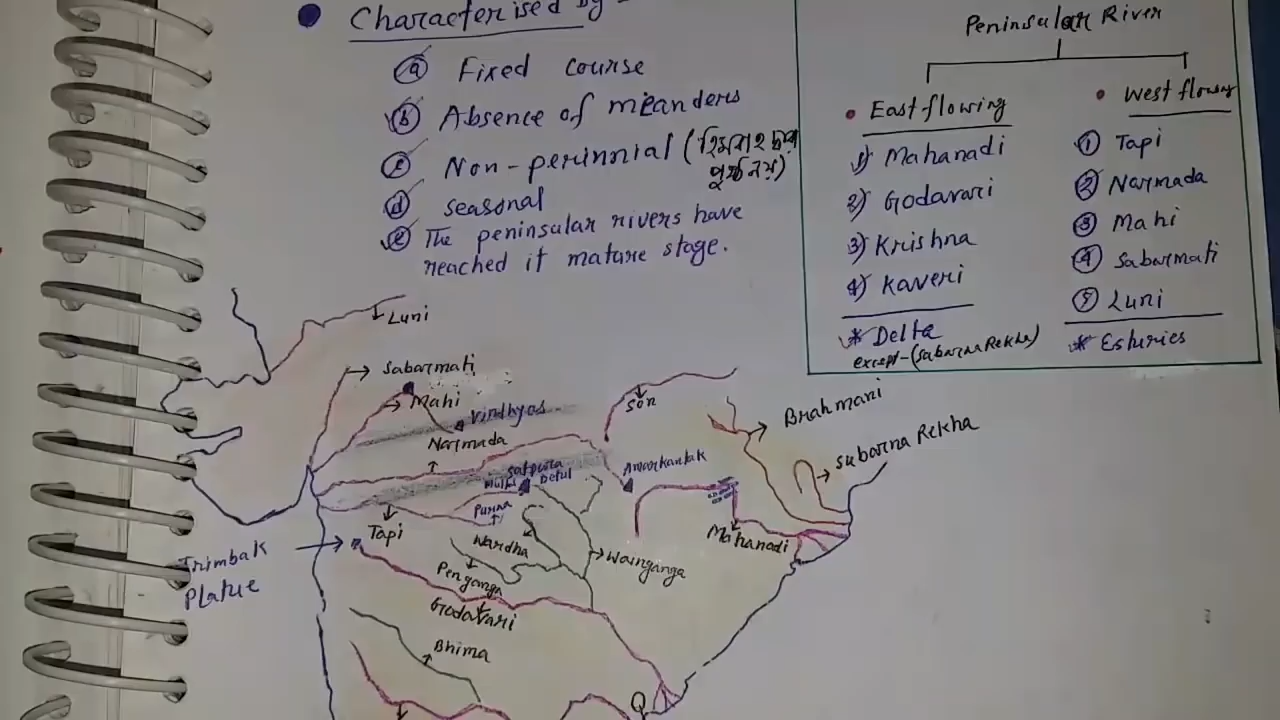 Characterised by -
(a) Fixed course
(b) Absence of meanders
(c) Non-perinnial (হিমবাহ দ্বারা
পুষ্ট নয়)
(d) seasonal
(e) The peninsular rivers have
reached it mature stage.
Peninsular River
East flowing
1) Mahanadi
2) Godavari
3) Krishna
4) Kaveri
* Delta
except-(Sabarna Rekha)
West flowing
① Tapi
② Narmada
③ Mahi
④ Sabarmati
⑤ Luni
* Esturies
Luni
Sabarmati
Mahi
Vindhyas
Narmada
Satpura
Betul
Son
Brahmani
Subarna Rekha
Amarkantak
Purna
Tapi
Mahanadi
Wardha
Wainganga
Trimbak
Platue
Penganga
Godavari
Bhima